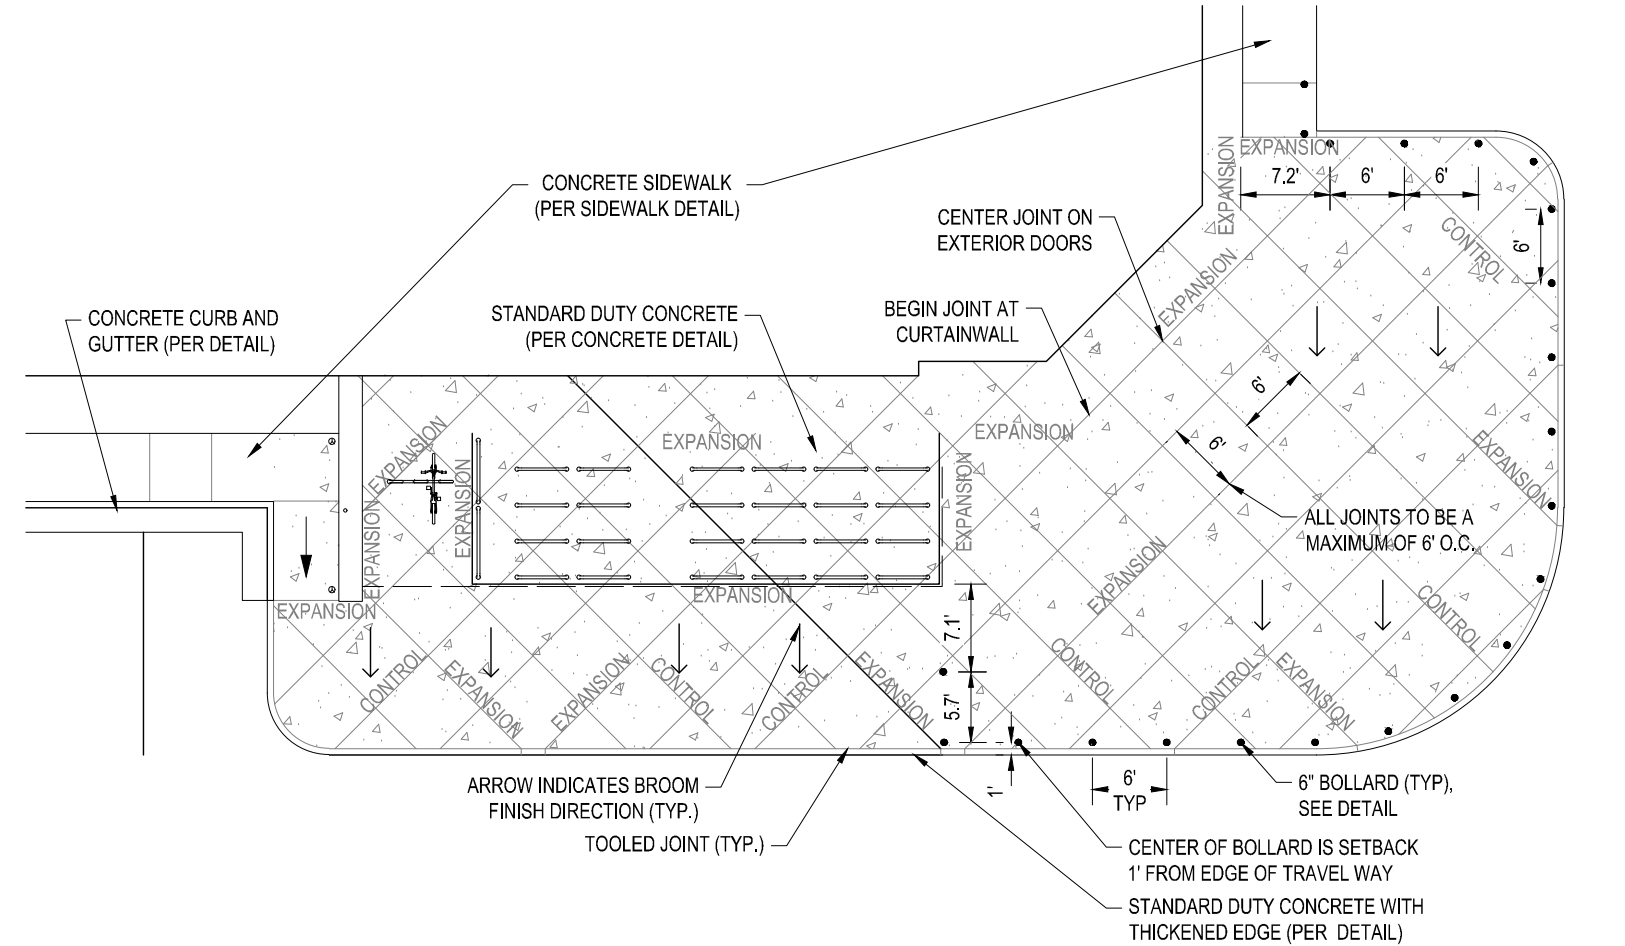 CONCRETE SIDEWALK
(PER SIDEWALK DETAIL)
EXPANSION
EXPANSION
7.2'
6'
6'
CENTER JOINT ON
EXTERIOR DOORS
CONTROL
6'
EXPANSION
CONCRETE CURB AND
GUTTER (PER DETAIL)
STANDARD DUTY CONCRETE
(PER CONCRETE DETAIL)
BEGIN JOINT AT
CURTAINWALL
6'
6'
EXPANSION
EXPANSION
EXPANSION
EXPANSION
EXPANSION
EXPANSION
EXPANSION
ALL JOINTS TO BE A
MAXIMUM OF 6' O.C.
EXPANSION
EXPANSION
EXPANSION
EXPANSION
7.1'
CONTROL
CONTROL
EXPANSION
EXPANSION
CONTROL
CONTROL
EXPANSION
5.7'
CONTROL
CONTROL
EXPANSION
ARROW INDICATES BROOM
FINISH DIRECTION (TYP.)
TOOLED JOINT (TYP.)
1'
6'
TYP
6" BOLLARD (TYP),
SEE DETAIL
CENTER OF BOLLARD IS SETBACK
1' FROM EDGE OF TRAVEL WAY
STANDARD DUTY CONCRETE WITH
THICKENED EDGE (PER DETAIL)